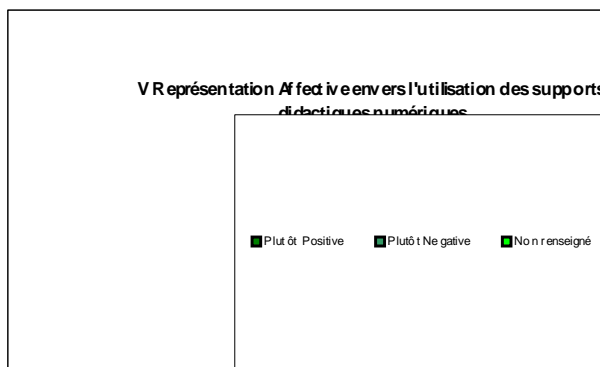 V Représentation Affective envers l'utilisation des supports
didactiques numériques
Plutôt Positive Plutôt Negative Non renseigné